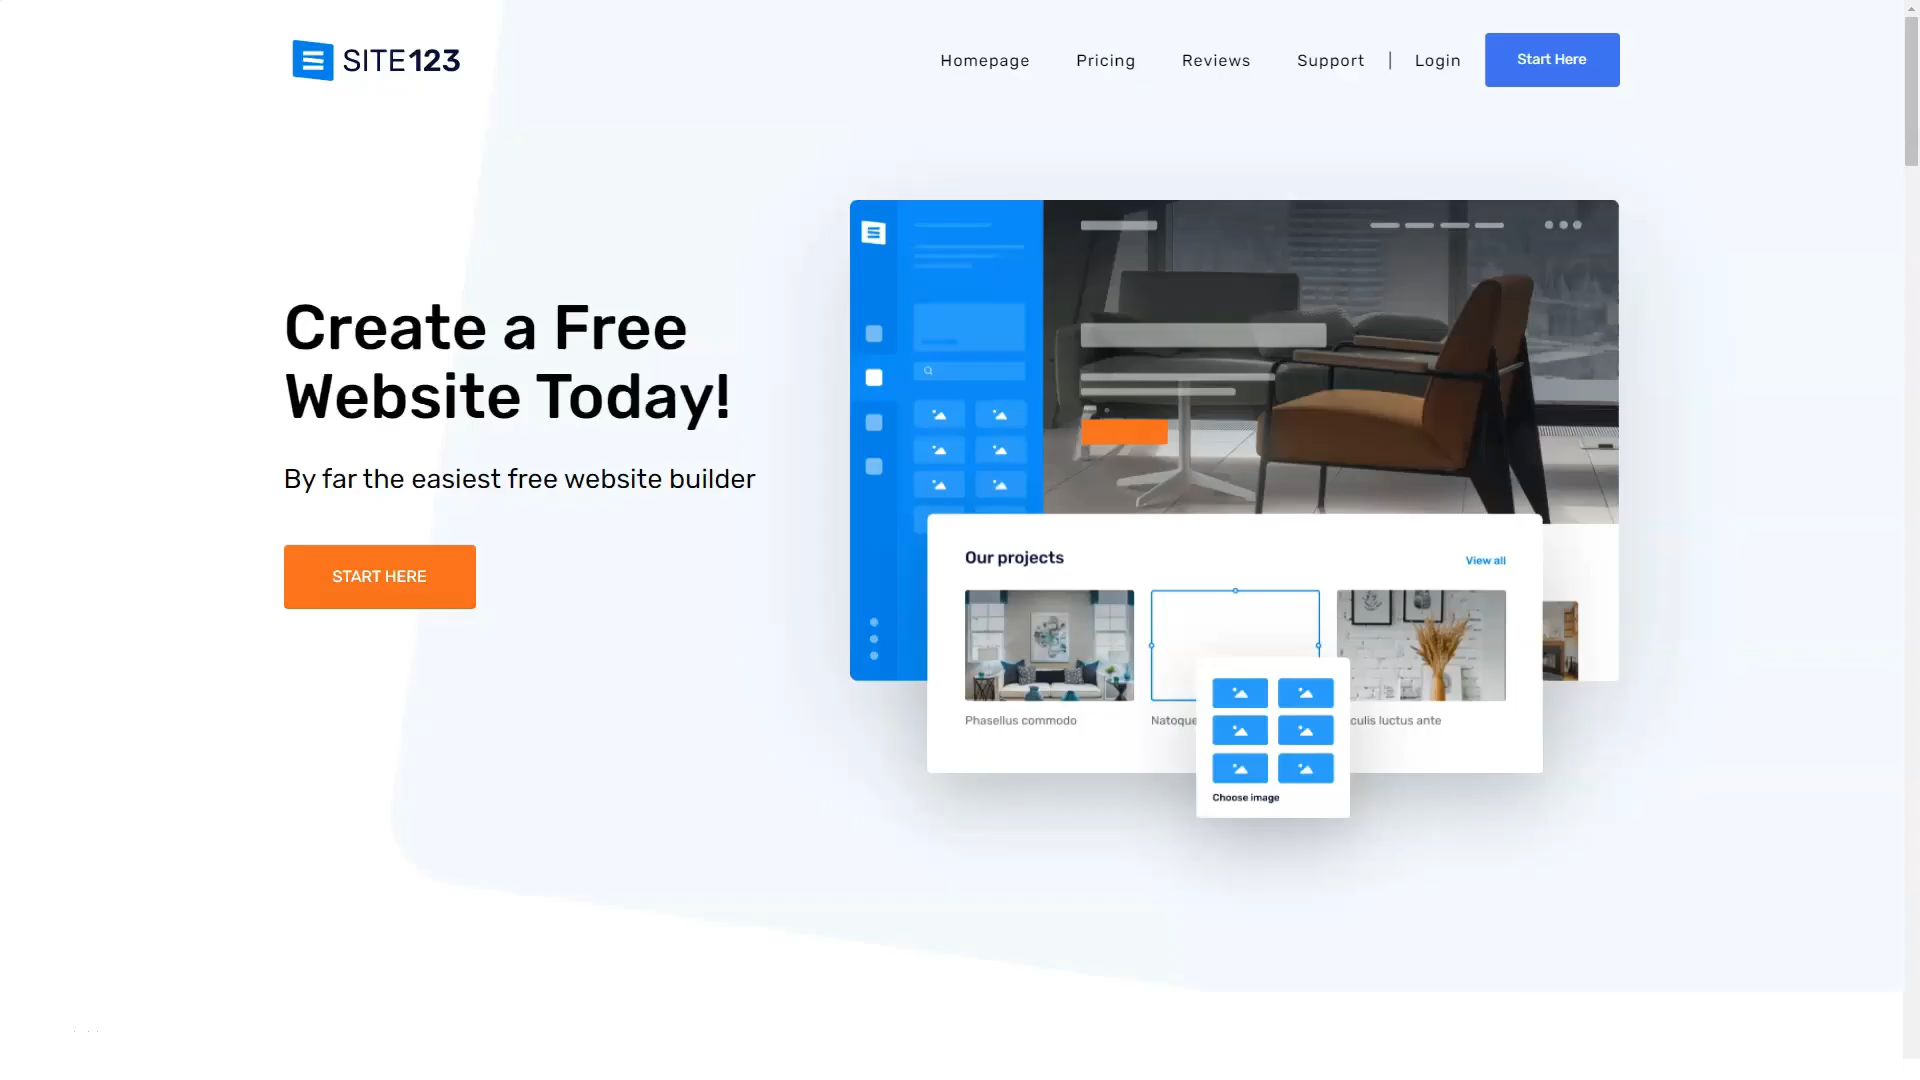 SITE123
Homepage Pricing Reviews Support | Login Start Here
Create a Free
Website Today!
By far the easiest free website builder
START HERE
Our projects
View all
Phasellus commodo
Natoque
culis luctus ante
Choose image